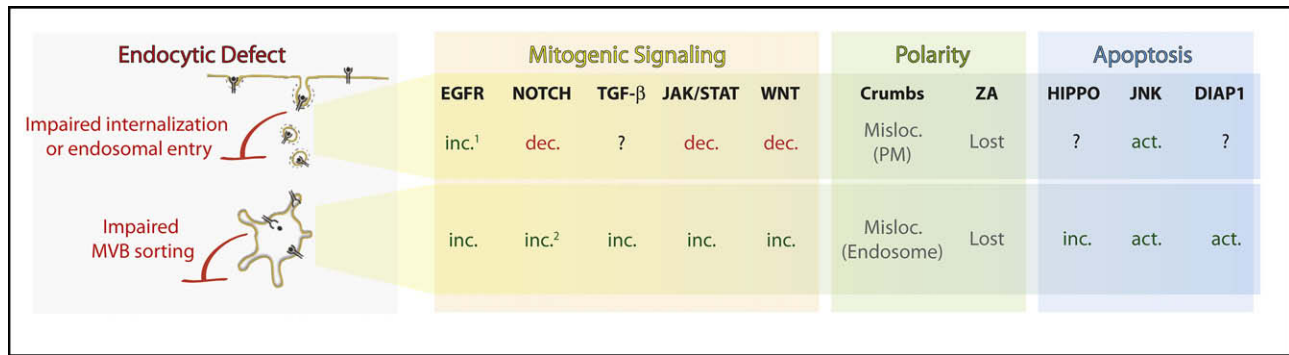 Endocytic Defect
Mitogenic Signaling
Polarity
Apoptosis
EGFR NOTCH TGF-β JAK/STAT WNT Crumbs ZA HIPPO JNK DIAP1
Impaired internalization
or endosomal entry
inc.¹ dec. ? dec. dec. Misloc.
(PM) Lost ? act. ?
Impaired
MVB sorting
inc. inc.² inc. inc. inc. Misloc.
(Endosome) Lost inc. act. act.